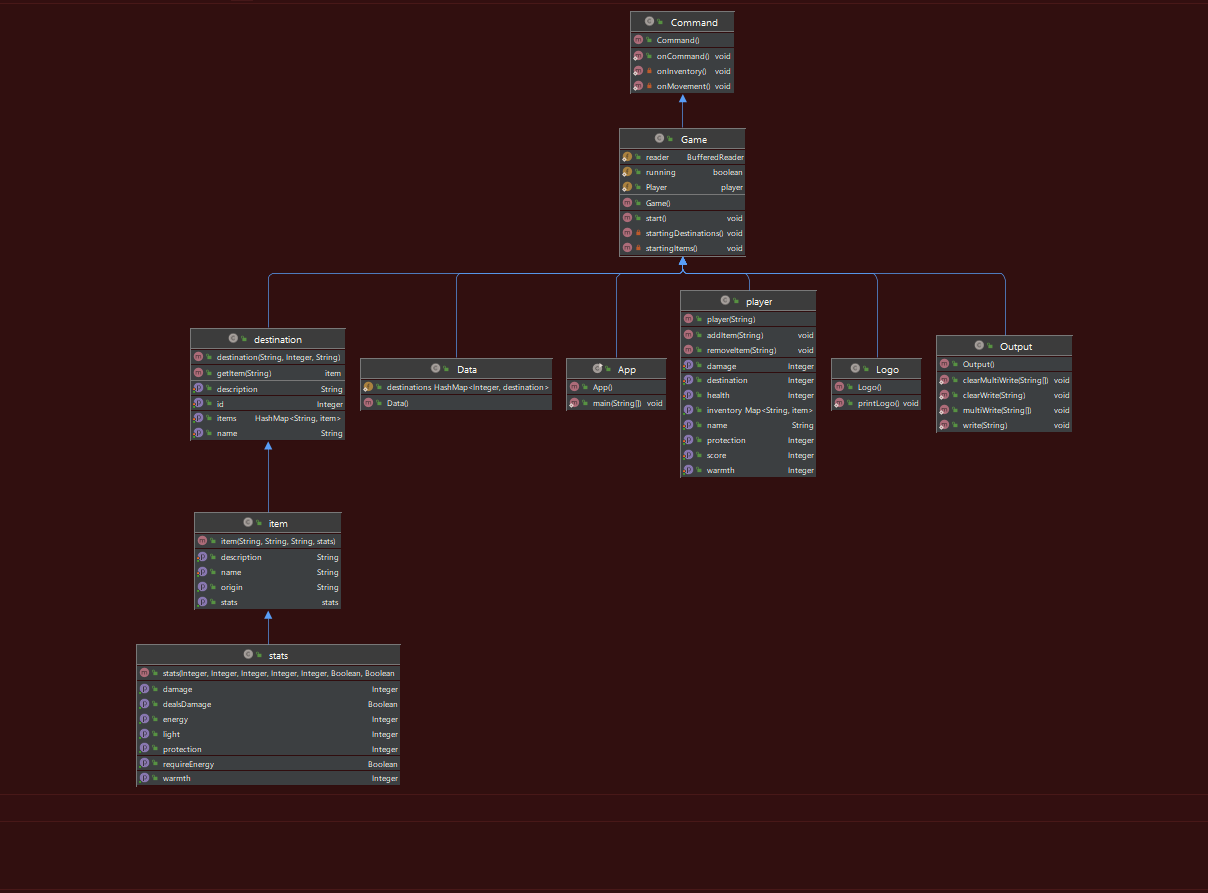 Command
Command()
onCommand() void
onInventory() void
onMovement() void
Game
reader BufferedReader
running boolean
Player player
Game()
start() void
startingDestinations() void
startingItems() void
destination
destination(String, Integer, String)
getItem(String) item
description String
id Integer
items HashMap<String, item>
name String
Data
destinations HashMap<Integer, destination>
Data()
App
App()
main(String[]) void
player
player(String)
addItem(String) void
removeItem(String) void
damage Integer
destination Integer
health Integer
inventory Map<String, item>
name String
protection Integer
score Integer
warmth Integer
Logo
Logo()
printLogo() void
Output
Output()
clearMultiWrite(String[]) void
clearWrite(String) void
multiWrite(String[]) void
write(String) void
item
item(String, String, String, stats)
description String
name String
origin String
stats stats
stats
stats(Integer, Integer, Integer, Integer, Integer, Boolean, Boolean
damage Integer
dealsDamage Boolean
energy Integer
light Integer
protection Integer
requireEnergy Boolean
warmth Integer